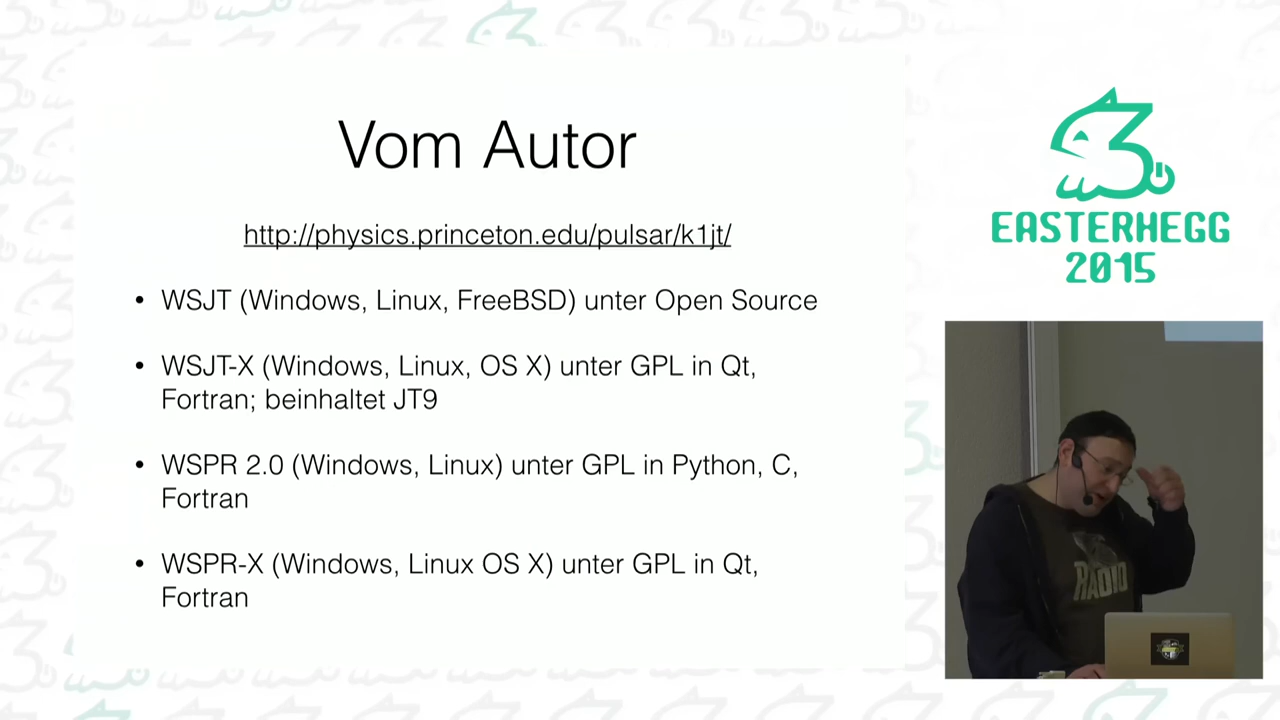 Vom Autor
http://physics.princeton.edu/pulsar/k1jt/
• WSJT (Windows, Linux, FreeBSD) unter Open Source
• WSJT-X (Windows, Linux, OS X) unter GPL in Qt,
Fortran; beinhaltet JT9
• WSPR 2.0 (Windows, Linux) unter GPL in Python, C,
Fortran
• WSPR-X (Windows, Linux OS X) unter GPL in Qt,
Fortran
EASTERHEGG
2015
RADIO